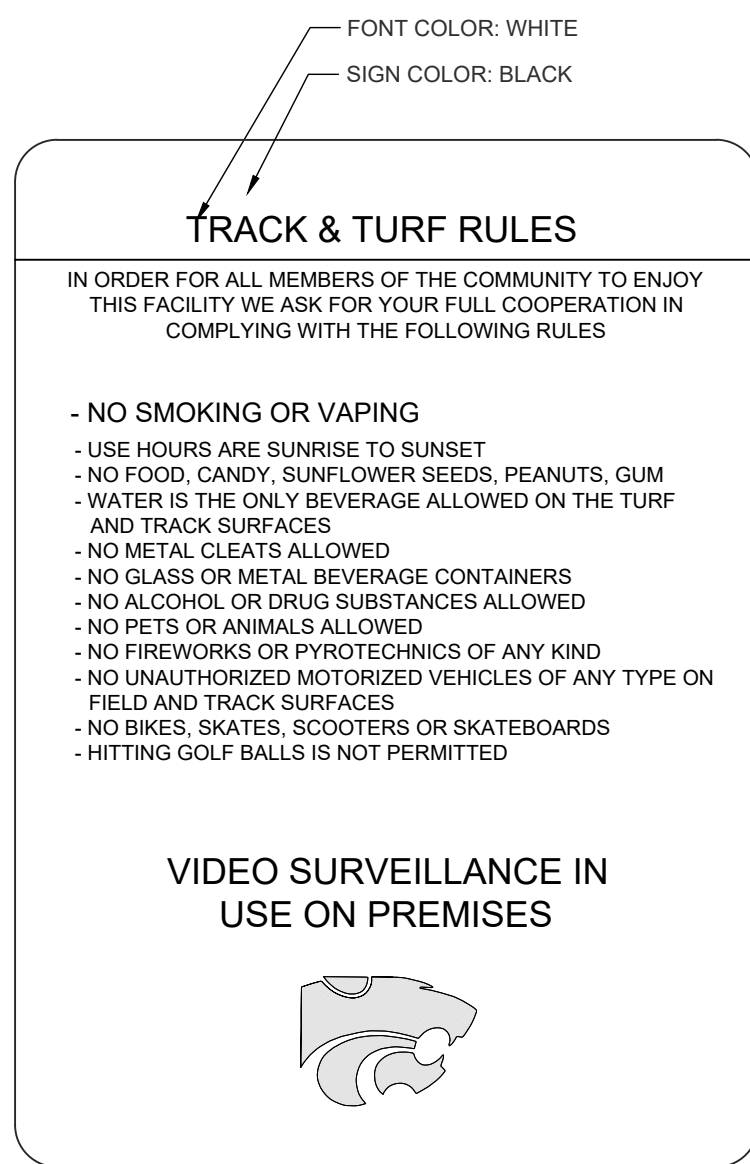 FONT COLOR: WHITE
SIGN COLOR: BLACK
TRACK & TURF RULES
IN ORDER FOR ALL MEMBERS OF THE COMMUNITY TO ENJOY
THIS FACILITY WE ASK FOR YOUR FULL COOPERATION IN
COMPLYING WITH THE FOLLOWING RULES
- NO SMOKING OR VAPING
- USE HOURS ARE SUNRISE TO SUNSET
- NO FOOD, CANDY, SUNFLOWER SEEDS, PEANUTS, GUM
- WATER IS THE ONLY BEVERAGE ALLOWED ON THE TURF
AND TRACK SURFACES
- NO METAL CLEATS ALLOWED
- NO GLASS OR METAL BEVERAGE CONTAINERS
- NO ALCOHOL OR DRUG SUBSTANCES ALLOWED
- NO PETS OR ANIMALS ALLOWED
- NO FIREWORKS OR PYROTECHNICS OF ANY KIND
- NO UNAUTHORIZED MOTORIZED VEHICLES OF ANY TYPE ON
FIELD AND TRACK SURFACES
- NO BIKES, SKATES, SCOOTERS OR SKATEBOARDS
- HITTING GOLF BALLS IS NOT PERMITTED
VIDEO SURVEILLANCE IN
USE ON PREMISES